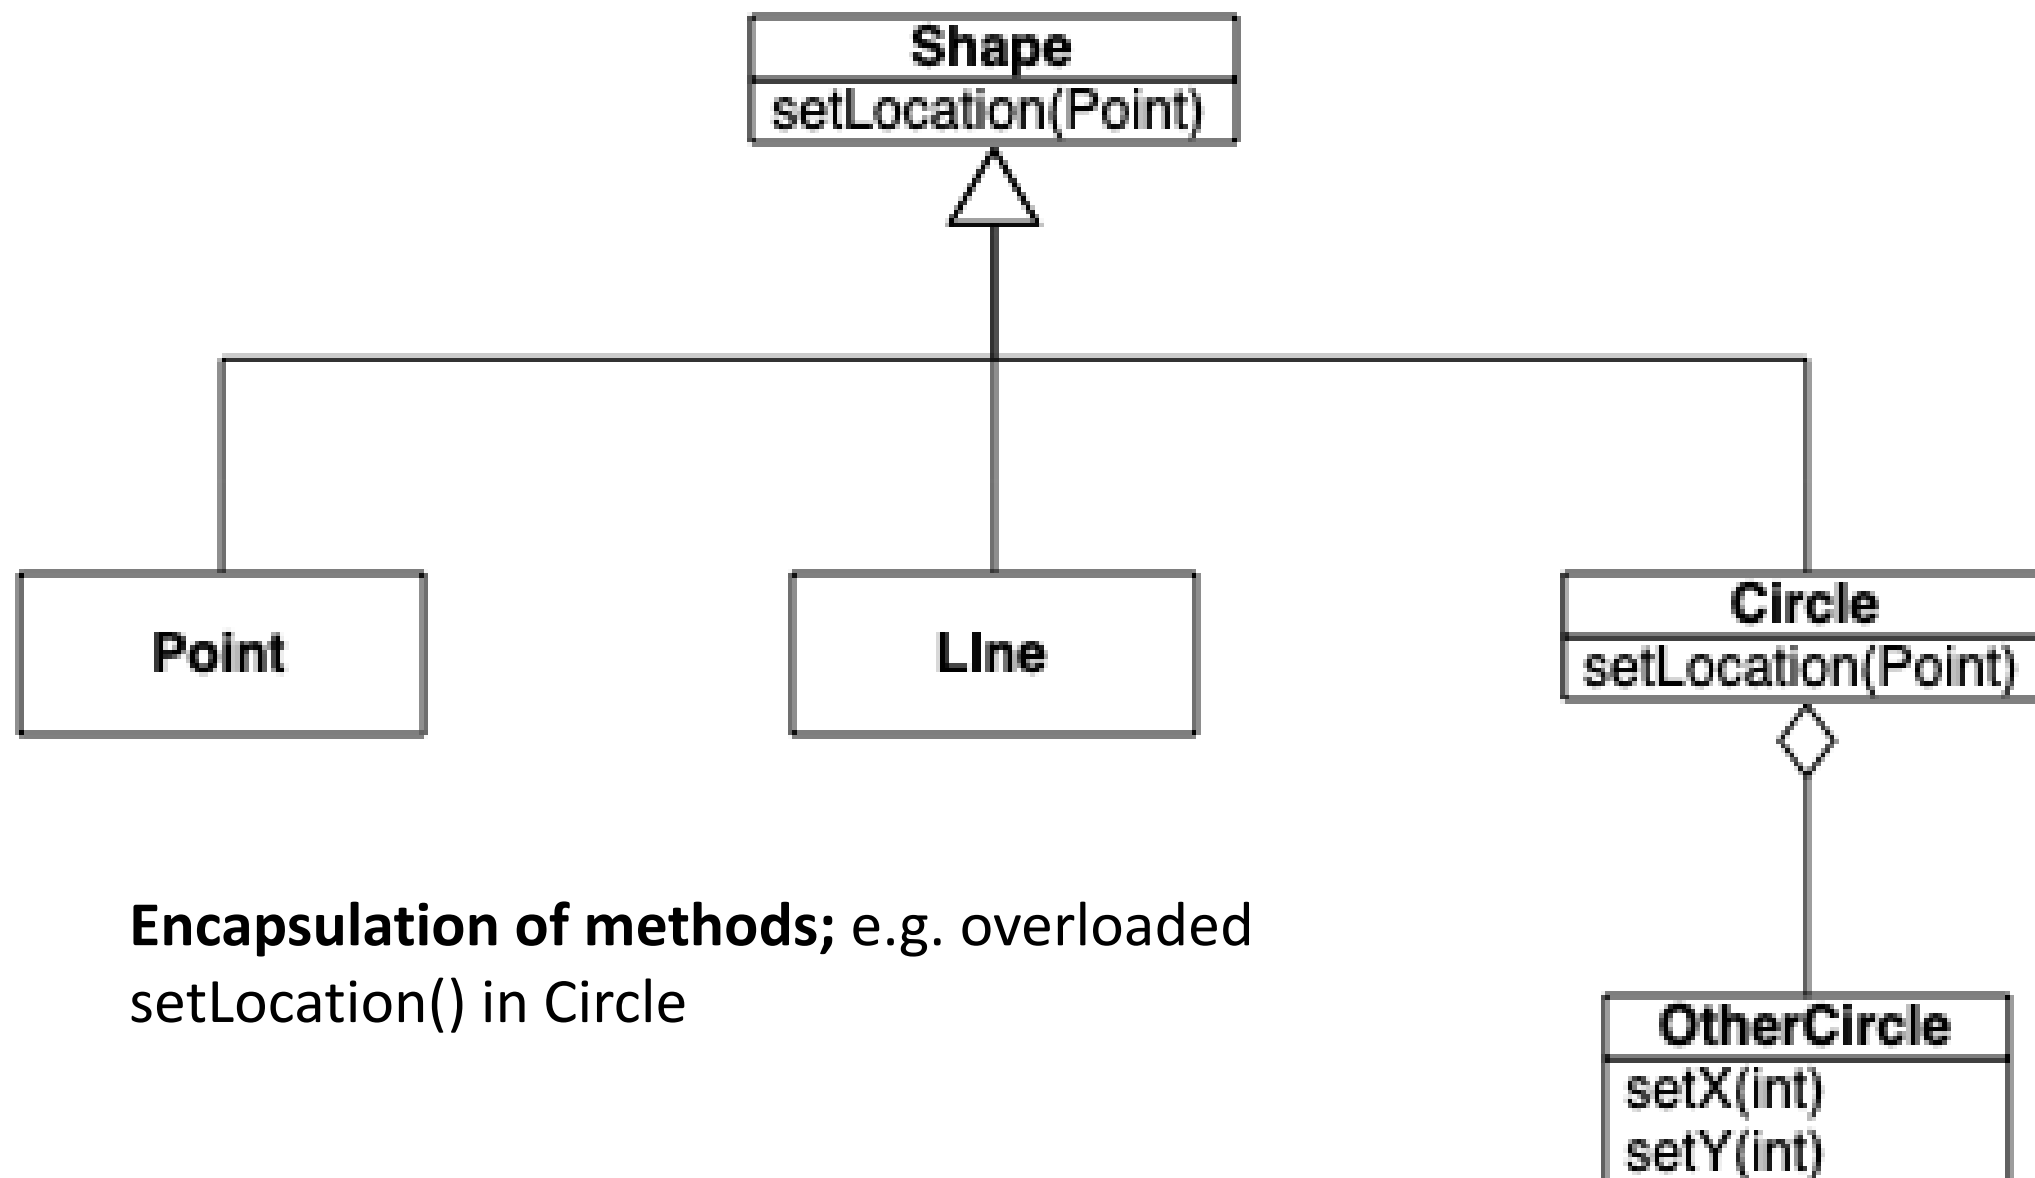 Shape
setLocation(Point)
Point
LIne
Circle
setLocation(Point)
Encapsulation of methods; e.g. overloaded
setLocation() in Circle
OtherCircle
setX(int)
setY(int)